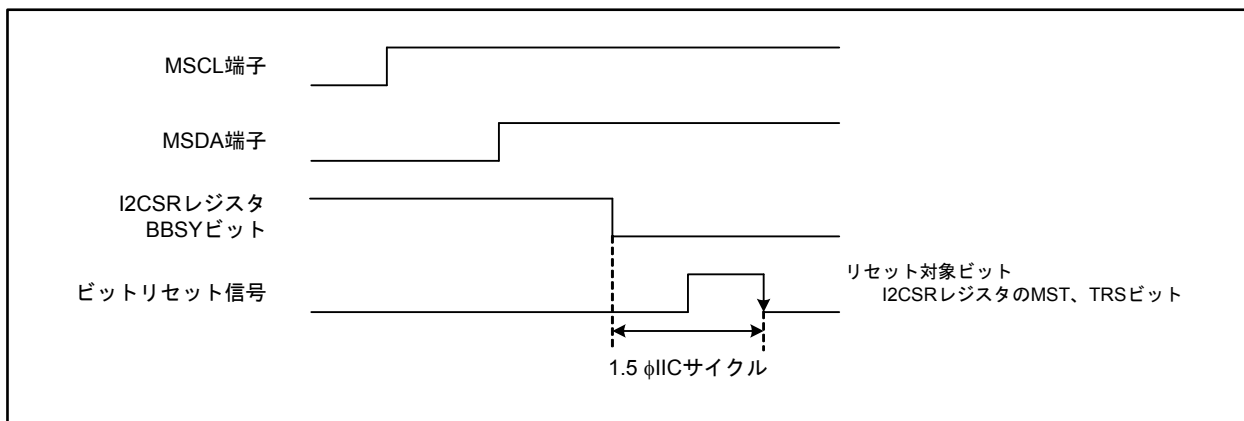 MSCL端子
MSDA端子
I2CSRレジスタ
BBSYビット
ビットリセット信号
リセット対象ビット
I2CSRレジスタのMST、TRSビット
1.5 ϕIICサイクル